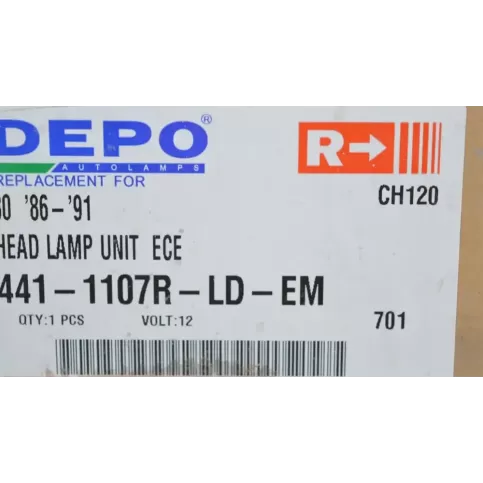 DEPO®
AUTOLAMPS
REPLACEMENT FOR
R→
CH120
'86-'91
HEAD LAMP UNIT ECE
441-1107R-LD-EM
QTY:1 PCS VOLT:12
701